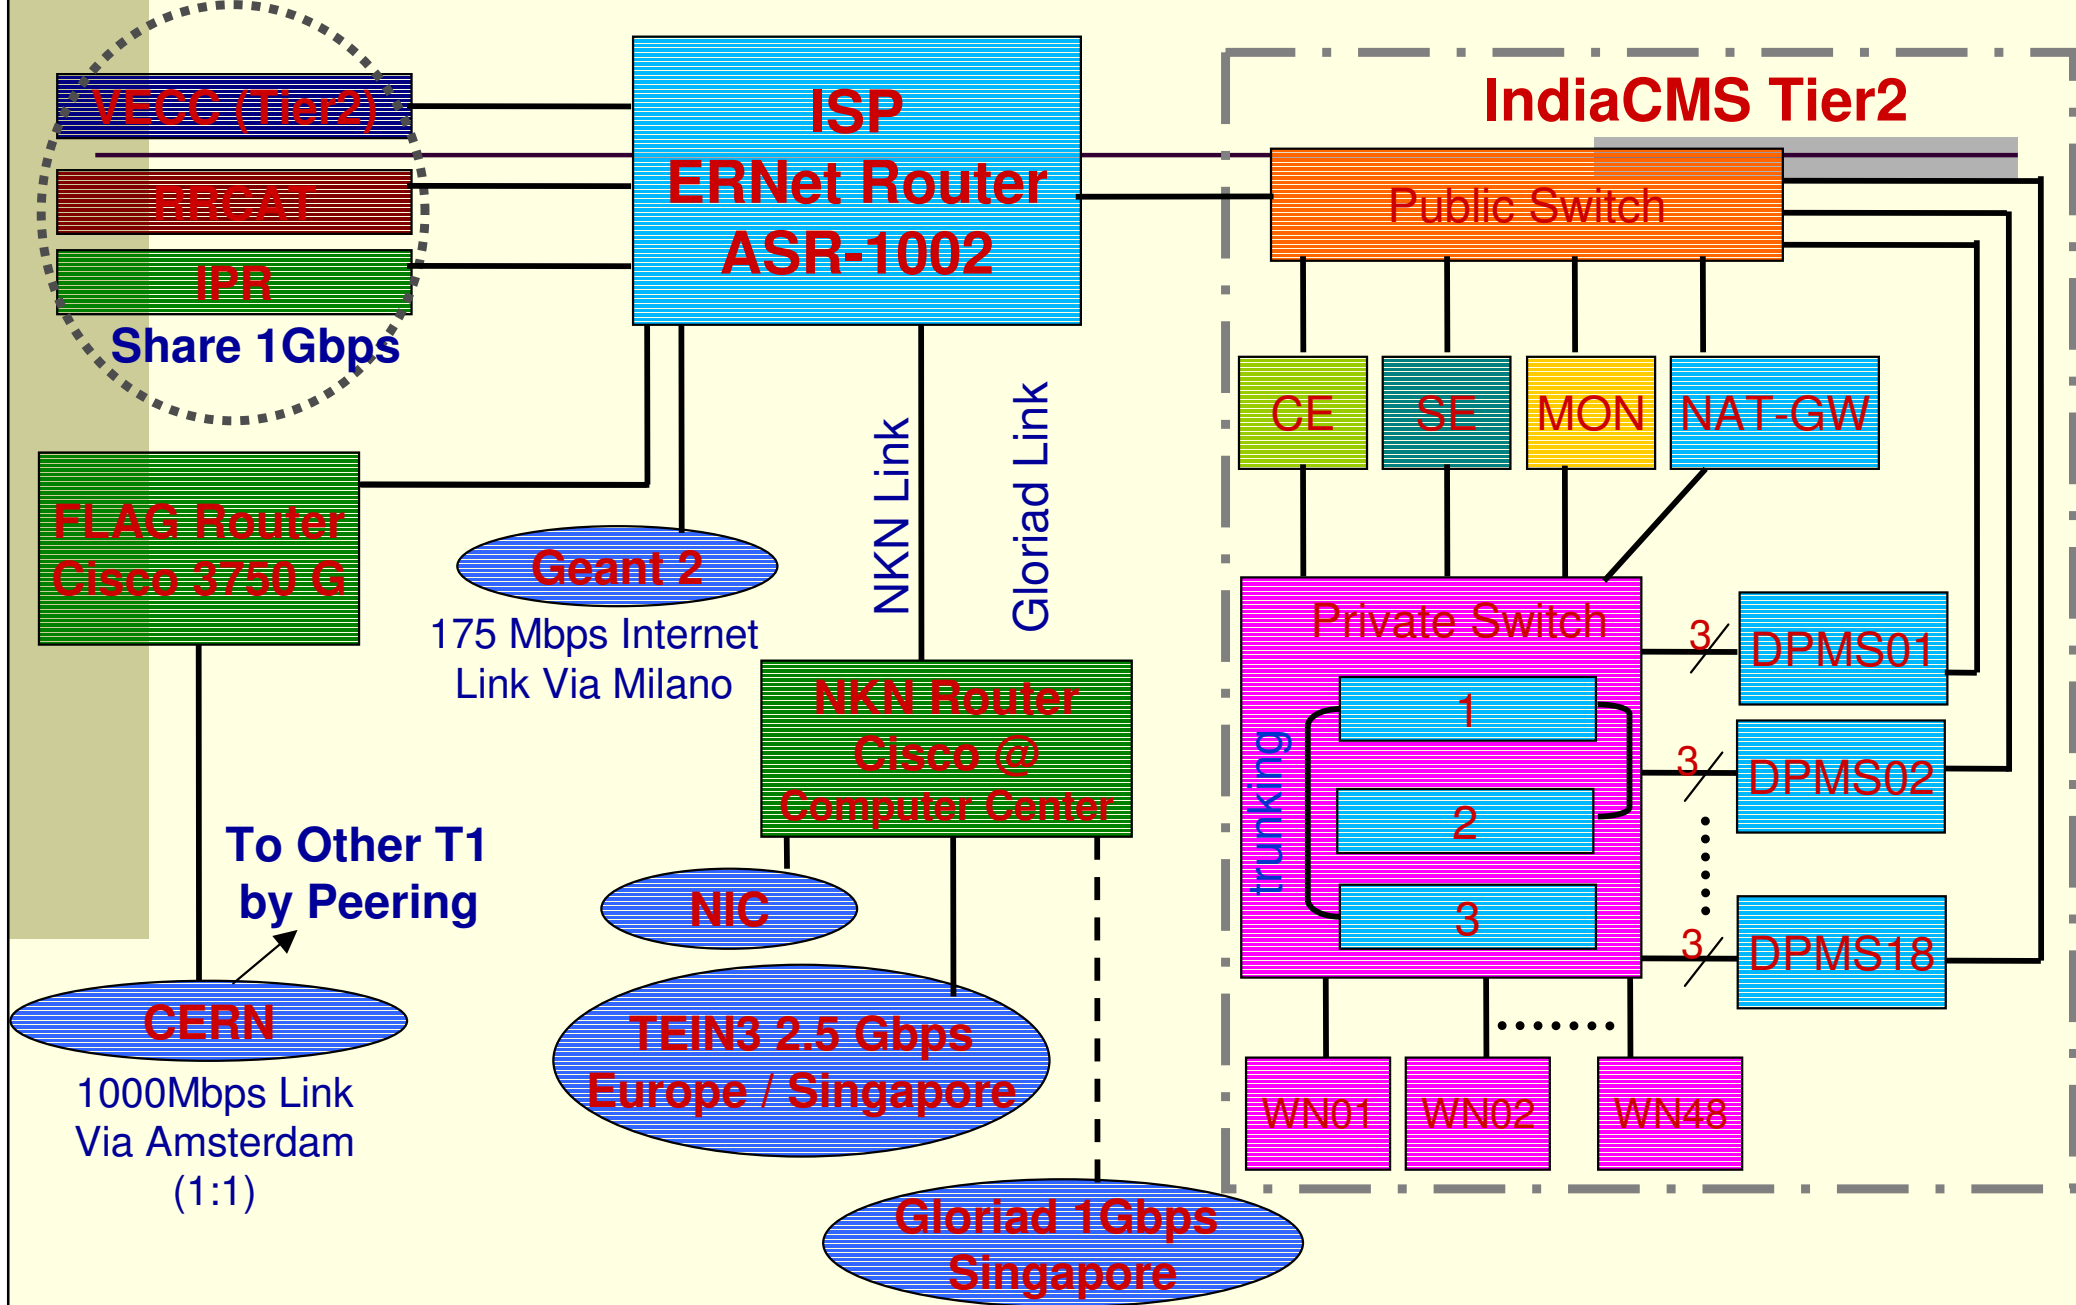 VECC (Tier2)
RRCAT
IPR
Share 1Gbps
ISP
ERNet Router
ASR-1002
IndiaCMS Tier2
Public Switch
CE
SE
MON
NAT-GW
FLAG Router
Cisco 3750 G
Geant 2
175 Mbps Internet
Link Via Milano
NKN Link
Gloriad Link
NKN Router
Cisco @
Computer Center
Private Switch
trunking
1
2
3
3
DPMS01
3
DPMS02
3
DPMS18
To Other T1
by Peering
CERN
1000Mbps Link
Via Amsterdam
(1:1)
NIC
TEIN3 2.5 Gbps
Europe / Singapore
WN01
WN02
WN48
Gloriad 1Gbps
Singapore